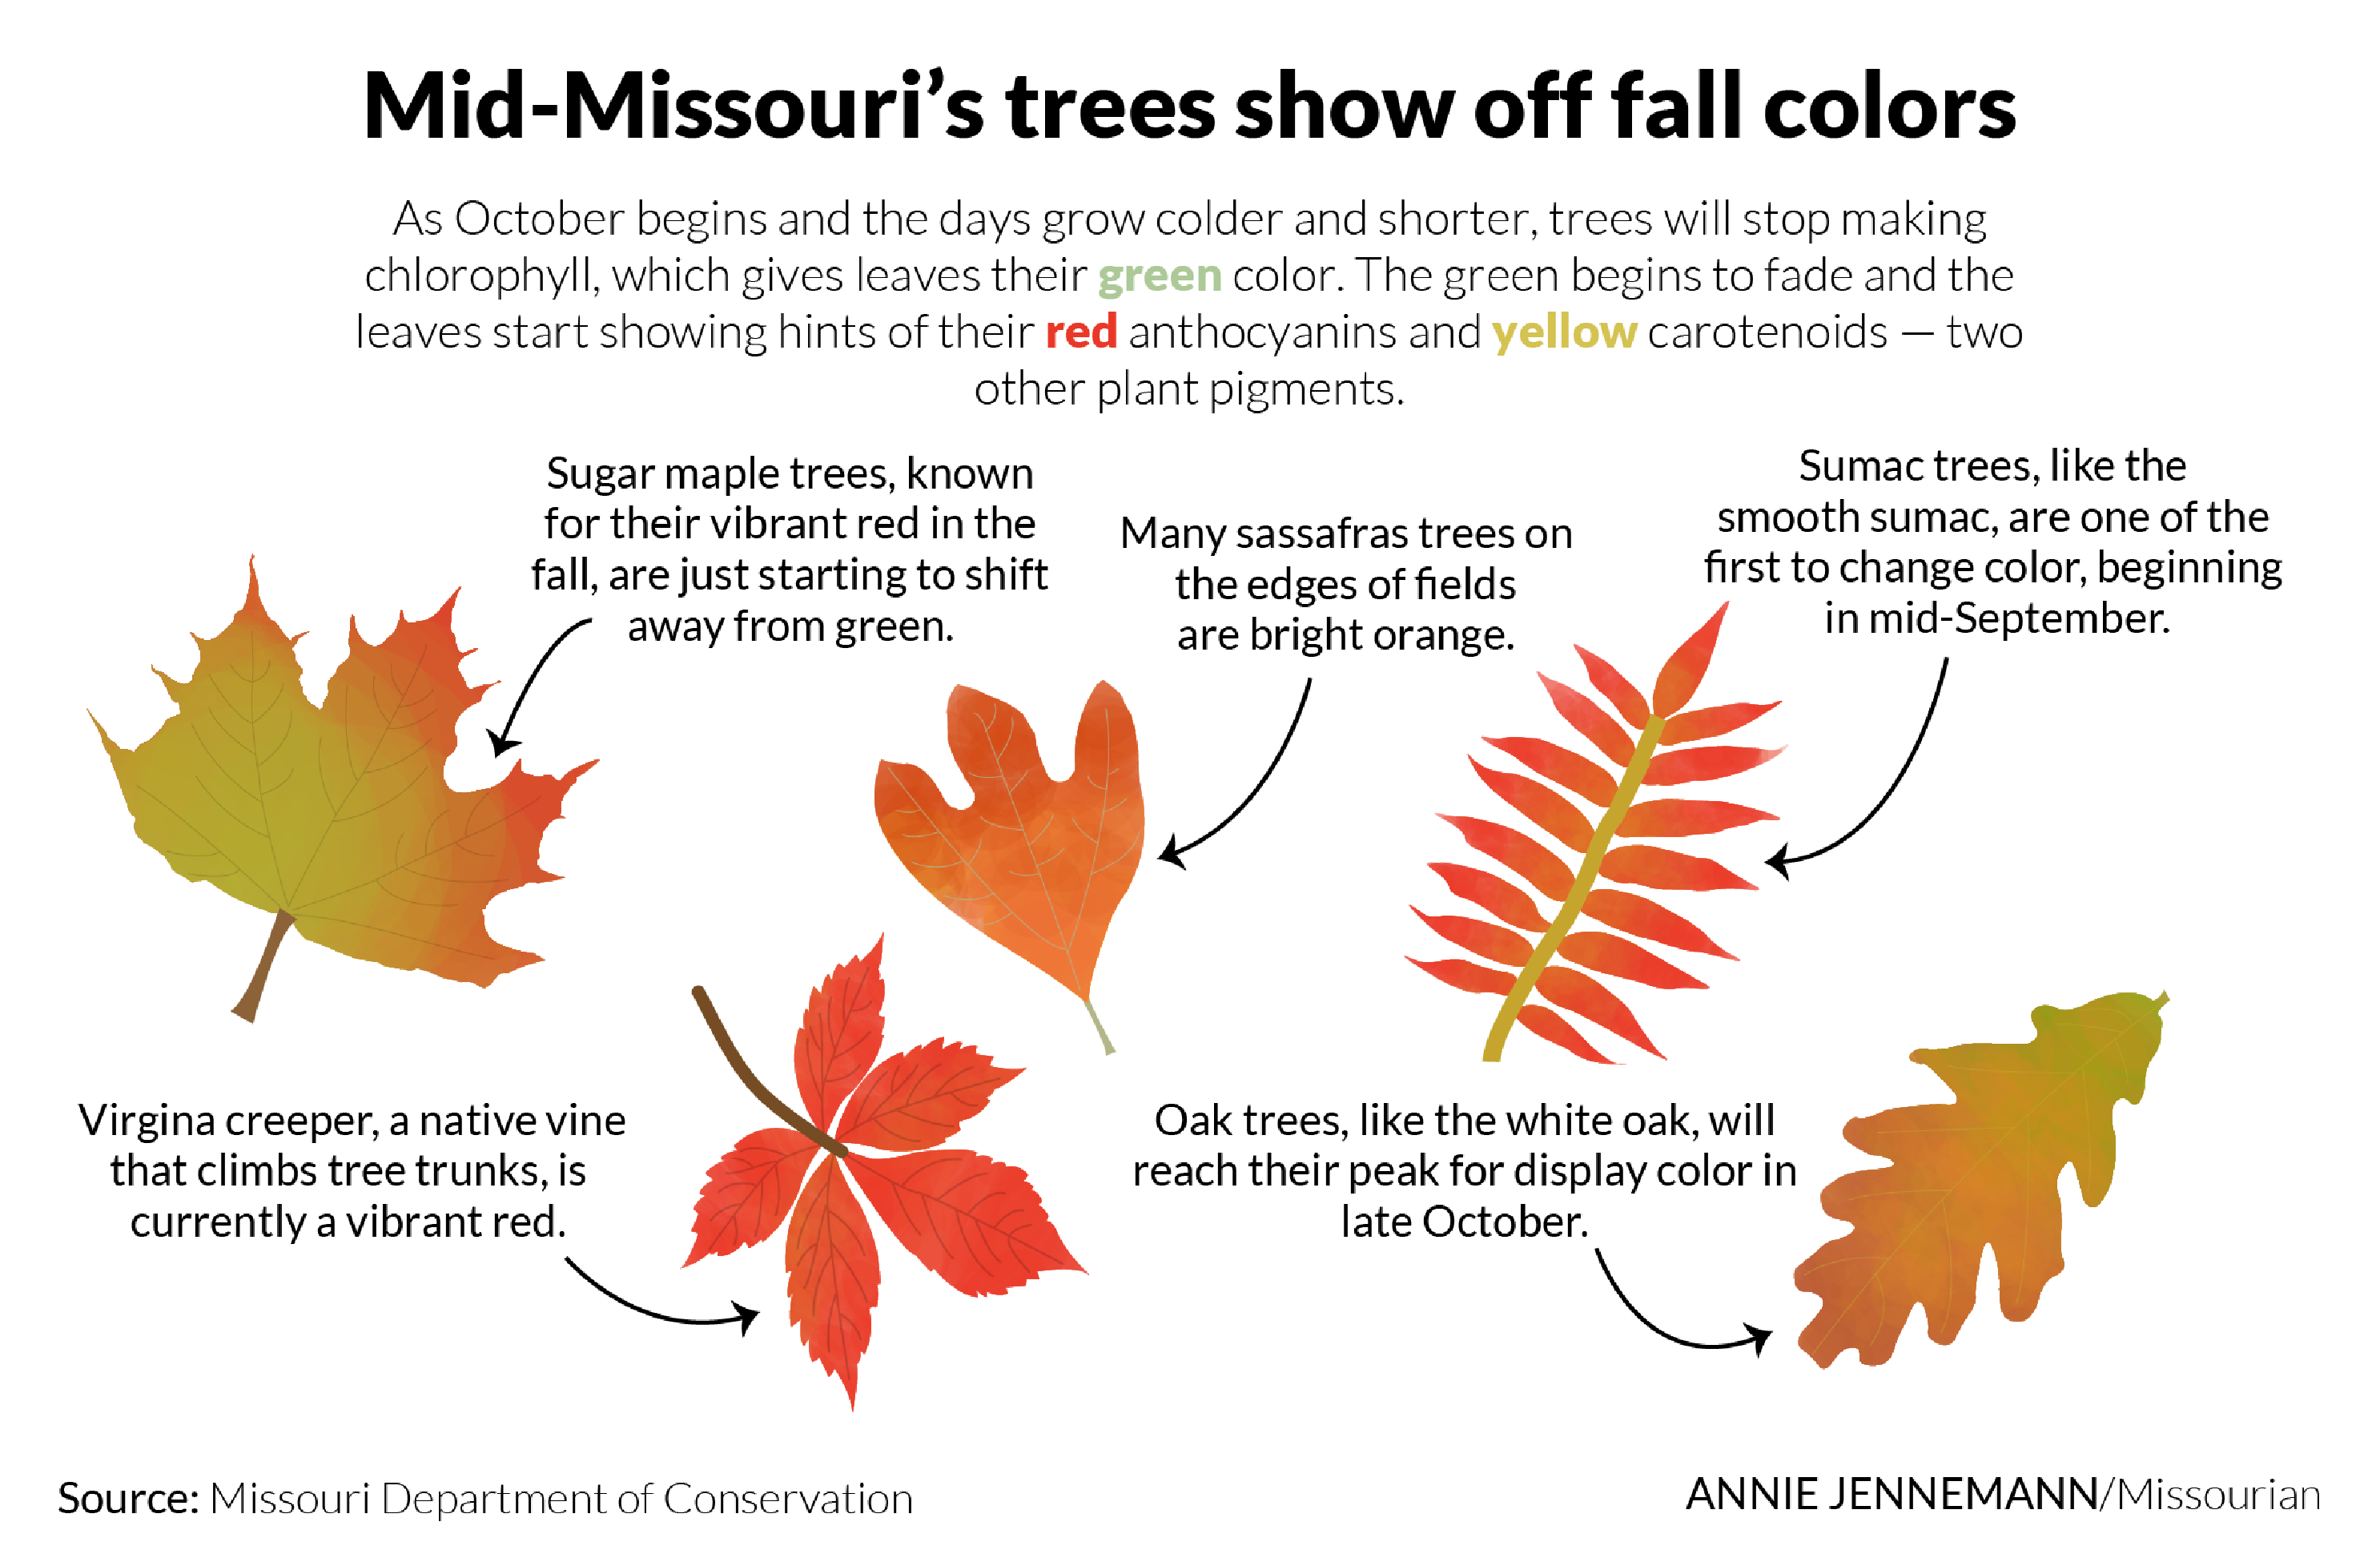 Mid-Missouri’s trees show off fall colors
As October begins and the days grow colder and shorter, trees will stop making
chlorophyll, which gives leaves their green color. The green begins to fade and the
leaves start showing hints of their red anthocyanins and yellow carotenoids — two
other plant pigments.
Sugar maple trees, known
for their vibrant red in the
fall, are just starting to shift
away from green.
Many sassafras trees on
the edges of fields
are bright orange.
Sumac trees, like the
smooth sumac, are one of the
first to change color, beginning
in mid-September.
Virgina creeper, a native vine
that climbs tree trunks, is
currently a vibrant red.
Oak trees, like the white oak, will
reach their peak for display color in
late October.
Source: Missouri Department of Conservation
ANNIE JENNEMANN/Missourian